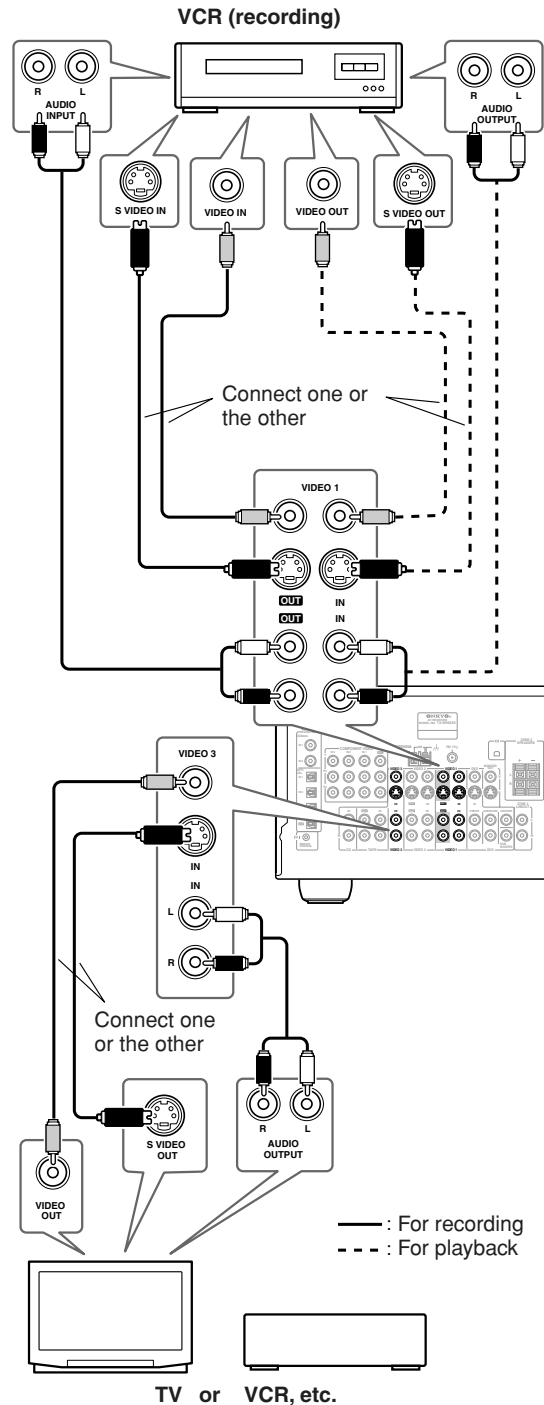 VCR (recording)
R L
AUDIO
INPUT
R L
AUDIO
OUTPUT
S VIDEO IN
VIDEO IN
VIDEO OUT
S VIDEO OUT
Connect one or
the other
VIDEO 1
OUT IN
OUT IN
ONKYO
VIDEO 3
IN
IN
L
R
Connect one
or the other
VIDEO
OUT
S VIDEO
OUT
R L
AUDIO
OUTPUT
: For recording
: For playback
TV or VCR, etc.